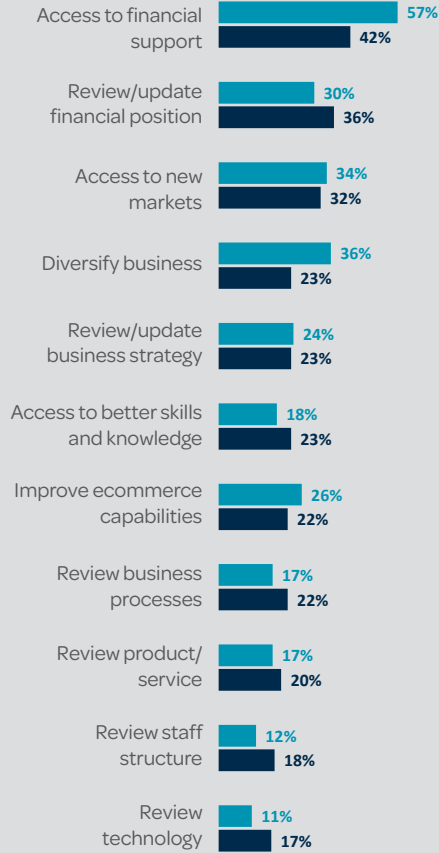 Access to financial
support
57%
42%
Review/update
financial position
30%
36%
Access to new
markets
34%
32%
Diversify business
36%
23%
Review/update
business strategy
24%
23%
Access to better skills
and knowledge
18%
23%
Improve ecommerce
capabilities
26%
22%
Review business
processes
17%
22%
Review product/
service
17%
20%
Review staff
structure
12%
18%
Review
technology
11%
17%